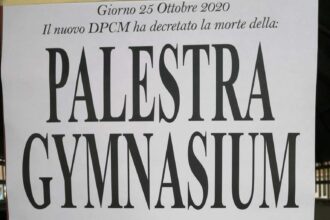 Giorno 25 Ottobre 2020
Il nuovo DPCM ha decretato la morte della:
PALESTRA
GYMNASIUM